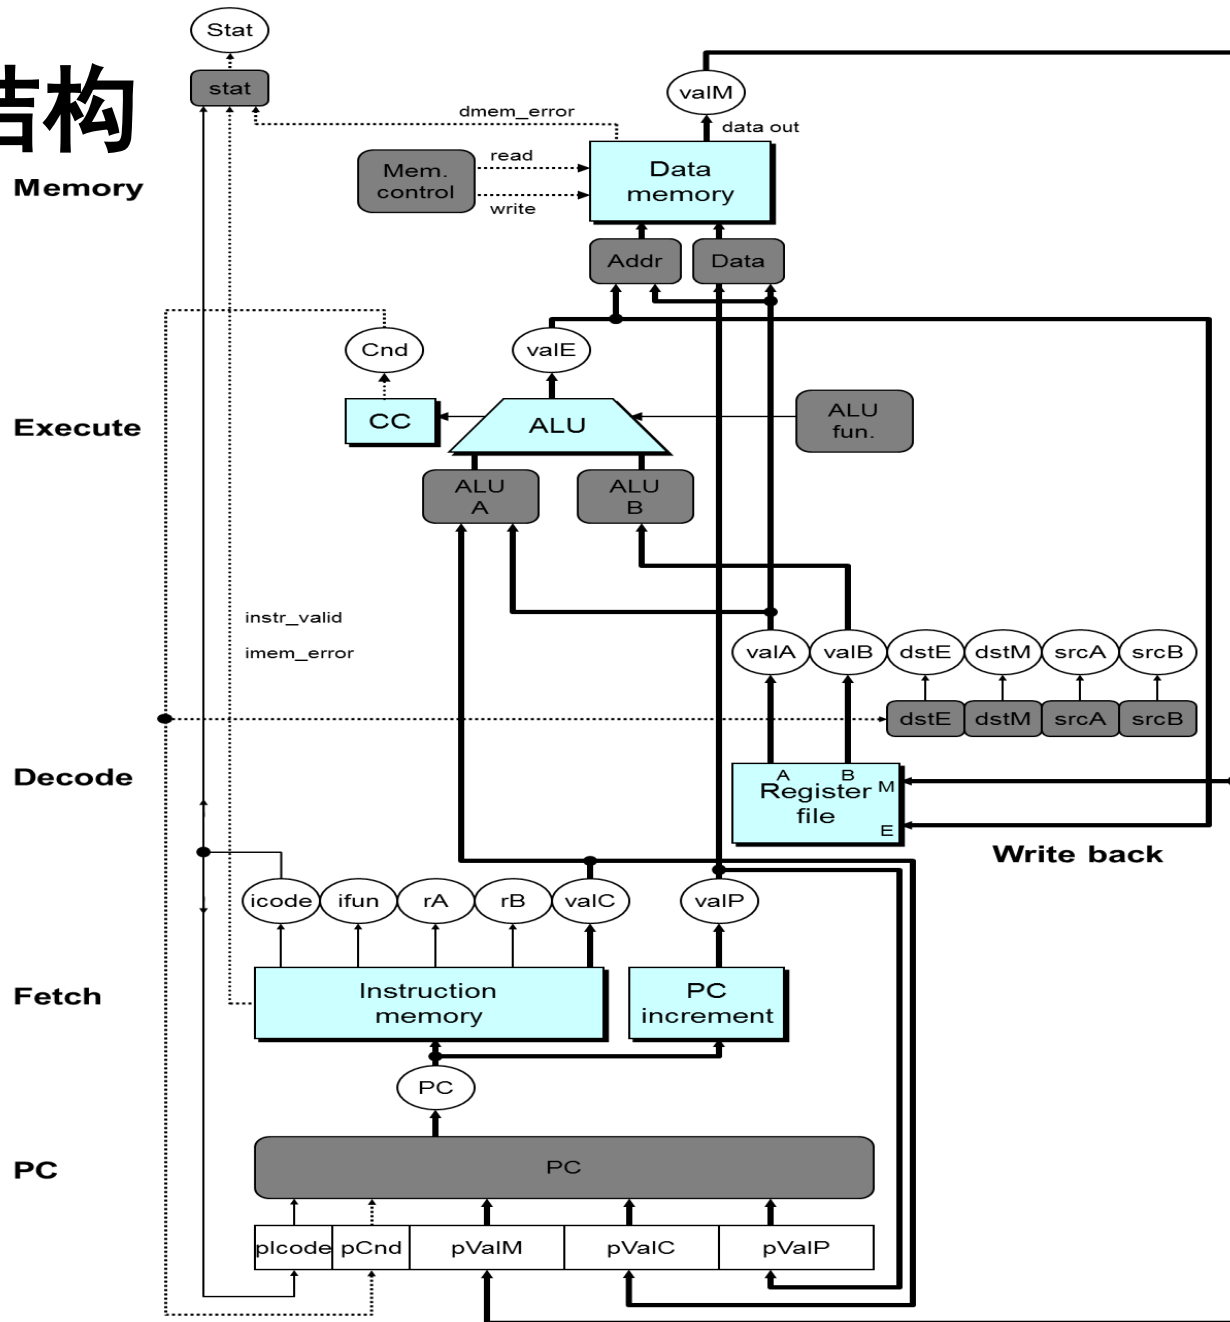 Stat
stat
结构
valM
dmem_error
data out
Memory
Mem.
control
read
write
Data
memory
Addr
Data
Cnd
valE
Execute
CC
ALU
ALU
fun.
ALU
A
ALU
B
instr_valid
imem_error
valA
valB
dstE
dstM
srcA
srcB
dstE
dstM
srcA
srcB
Decode
A
B
M
Register
file
E
Write back
icode
ifun
rA
rB
valC
valP
Fetch
Instruction
memory
PC
increment
PC
PC
PC
pIcode
pCnd
pValM
pValC
pValP